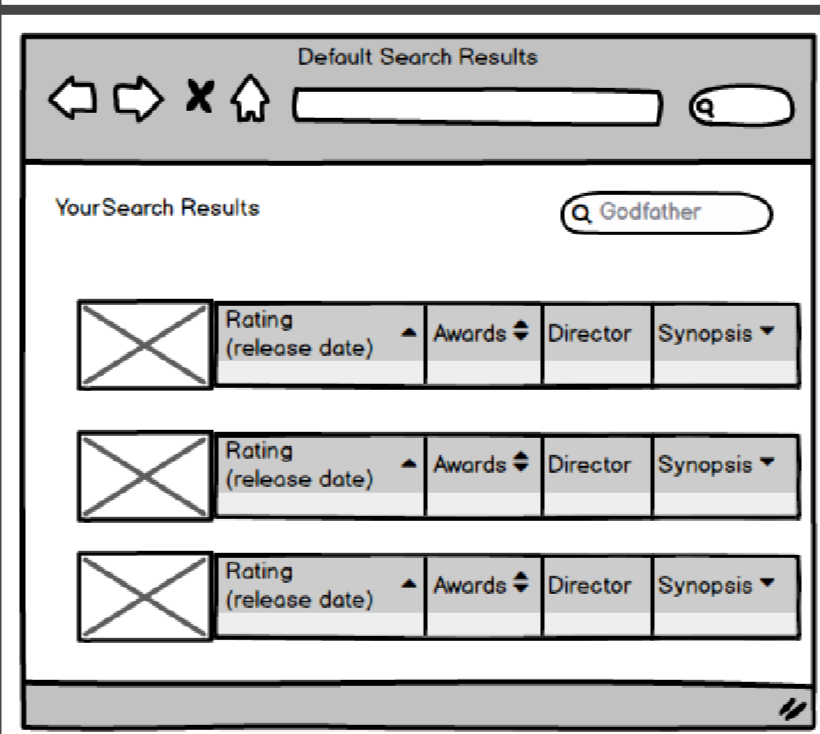 Default Search Results
YourSearch Results
Godfather
Rating
(release date)
Awards
Director
Synopsis
Rating
(release date)
Awards
Director
Synopsis
Rating
(release date)
Awards
Director
Synopsis